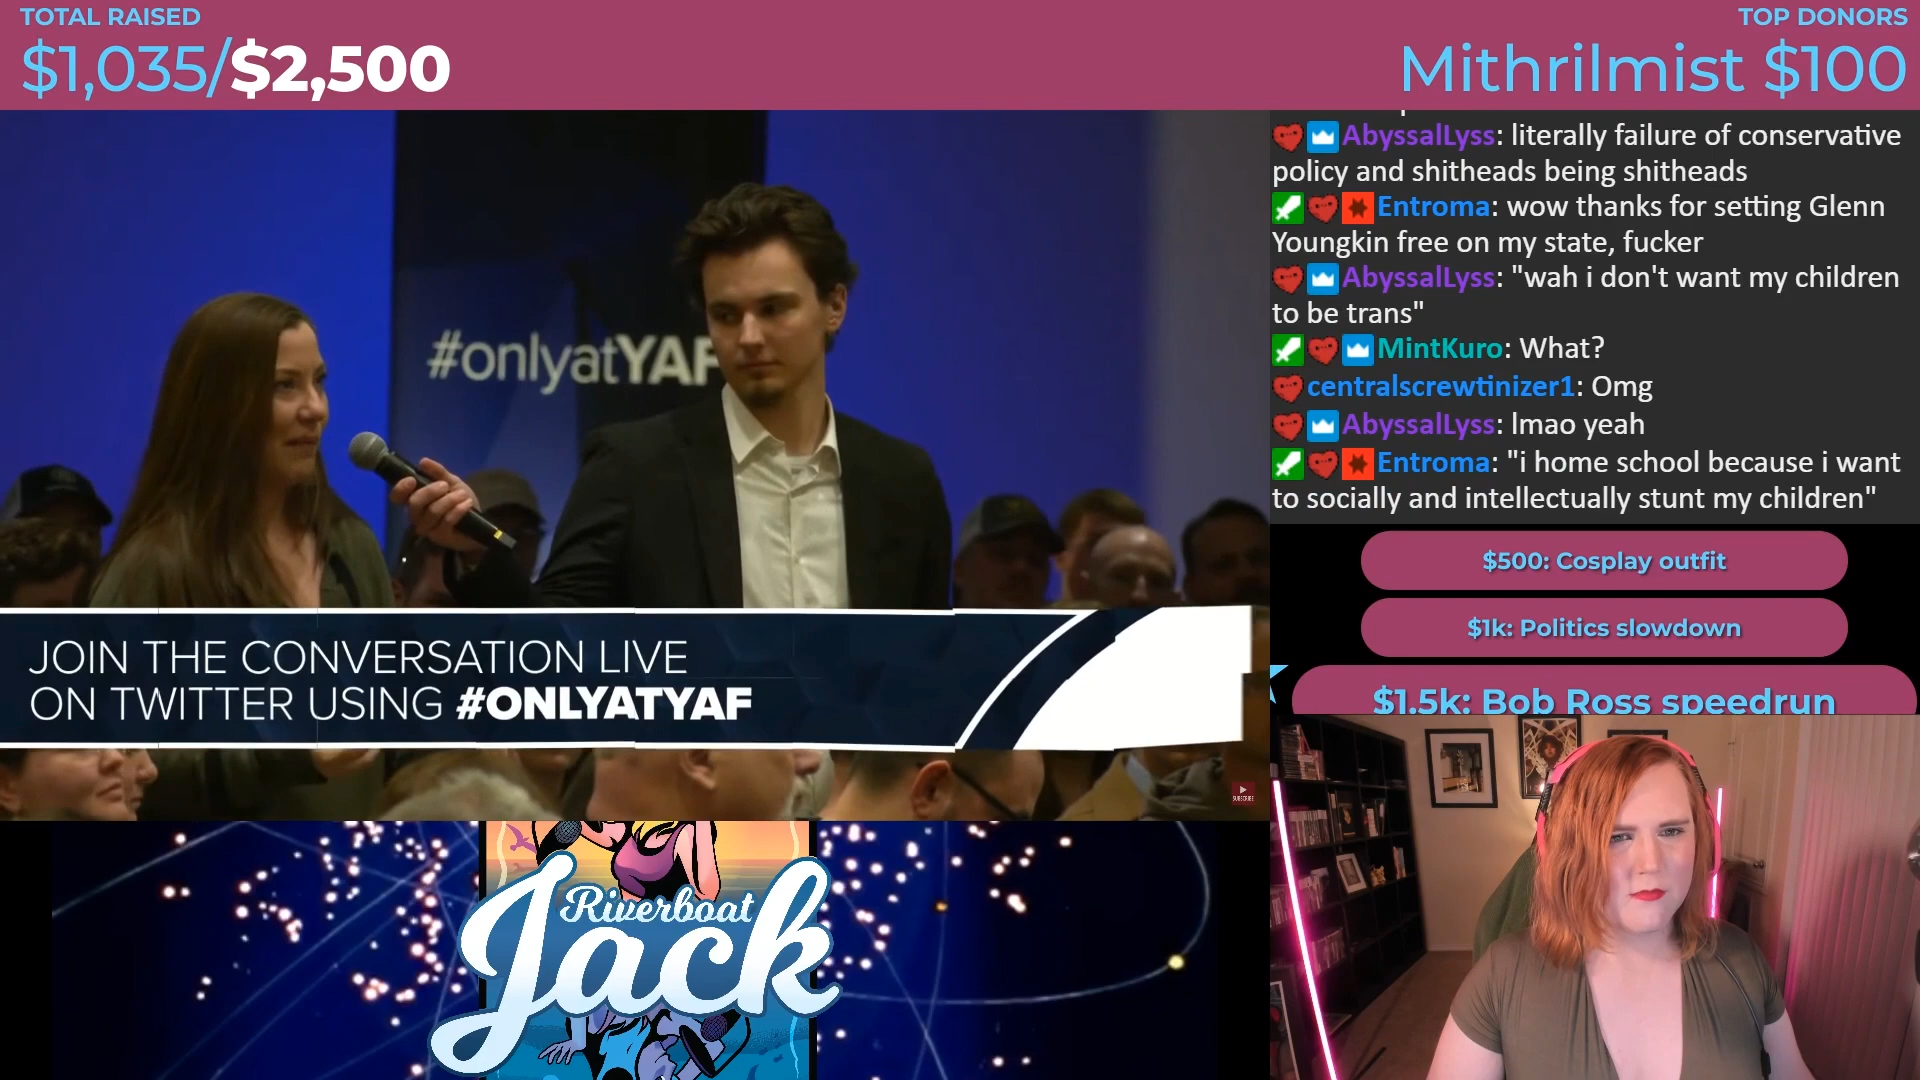 TOTAL RAISED
$1,035/$2,500
TOP DONORS
Mithrilmist $100
AbyssalLyss: literally failure of conservative
policy and shitheads being shitheads
Entroma: wow thanks for setting Glenn
Youngkin free on my state, fucker
AbyssalLyss: "wah i don't want my children
to be trans"
MintKuro: What?
centralscrewtinizer1: Omg
AbyssalLyss: lmao yeah
Entroma: "i home school because i want
to socially and intellectually stunt my children"
#onlyatYAF
JOIN THE CONVERSATION LIVE
ON TWITTER USING #ONLYATYAF
SUBSCRIBE
$500: Cosplay outfit
$1k: Politics slowdown
$1.5k: Bob Ross speedrun
Riverboat
Jack